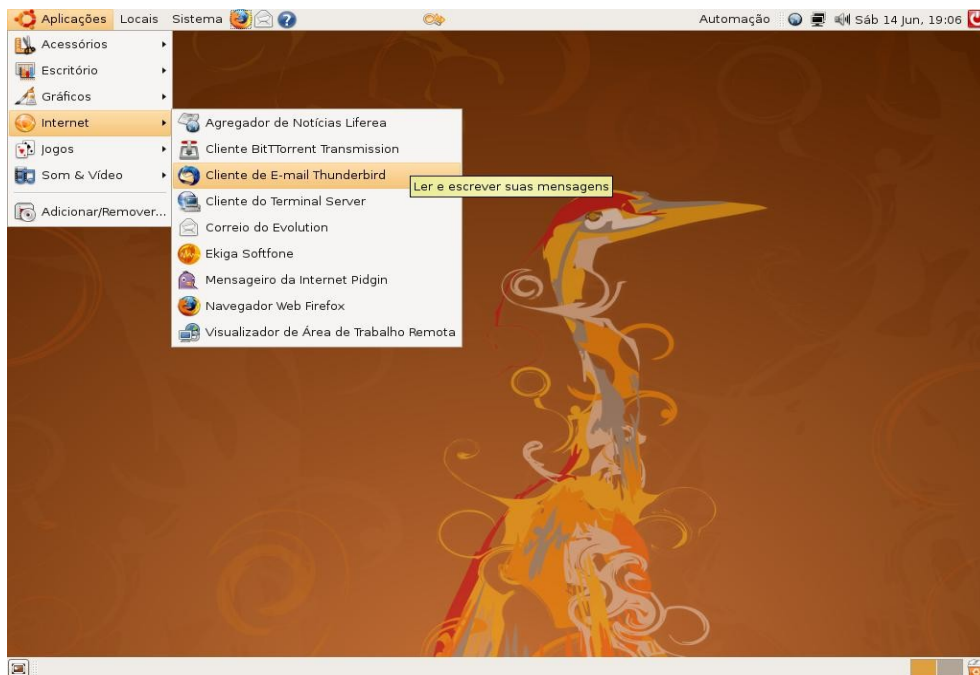 Aplicações Locais Sistema Automação Sáb 14 Jun, 19:06
Acessórios
Escritório
Gráficos
Internet
Jogos
Som & Vídeo
Adicionar/Remover...
Agregador de Notícias Liferea
Cliente BitTTorrent Transmission
Cliente de E-mail Thunderbird
Ler e escrever suas mensagens
Cliente do Terminal Server
Correio do Evolution
Ekiga Softfone
Mensageiro da Internet Pidgin
Navegador Web Firefox
Visualizador de Área de Trabalho Remota